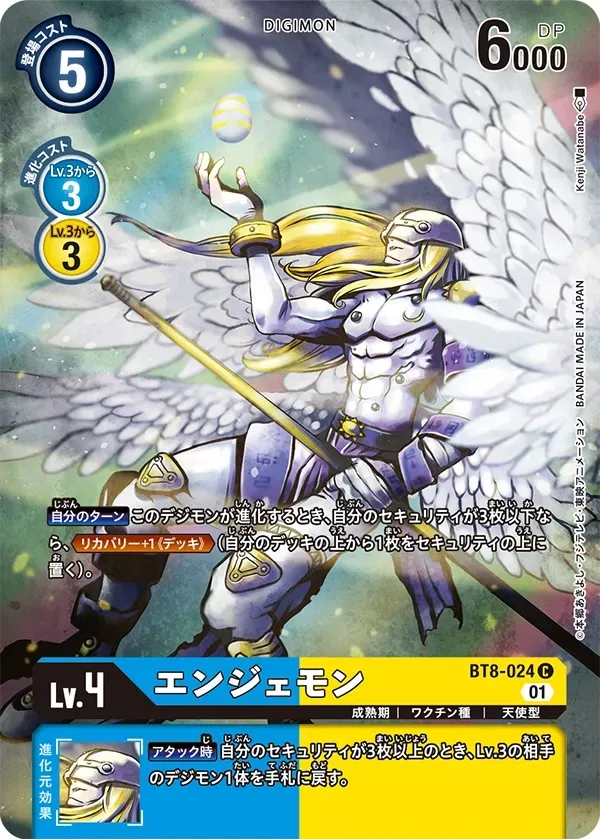 DIGIMON
登場コスト
5
DP
6000
進化コスト
Lv.3から
3
Lv.3から
3
Kenji Watanabe
BANDAI MADE IN JAPAN
©本郷あきよし・フジテレビ・東映アニメーション
自分のターン このデジモンが進化するとき、自分のセキュリティが3枚以下な
ら、リカバリー+1《デッキ》(自分のデッキの上から1枚をセキュリティの上に
置く)。
Lv.4
エンジェモン
BT8-024 C
01
成熟期 | ワクチン種 | 天使型
進化元効果
アタック時 自分のセキュリティが3枚以上のとき、Lv.3の相手
のデジモン1体を手札に戻す。